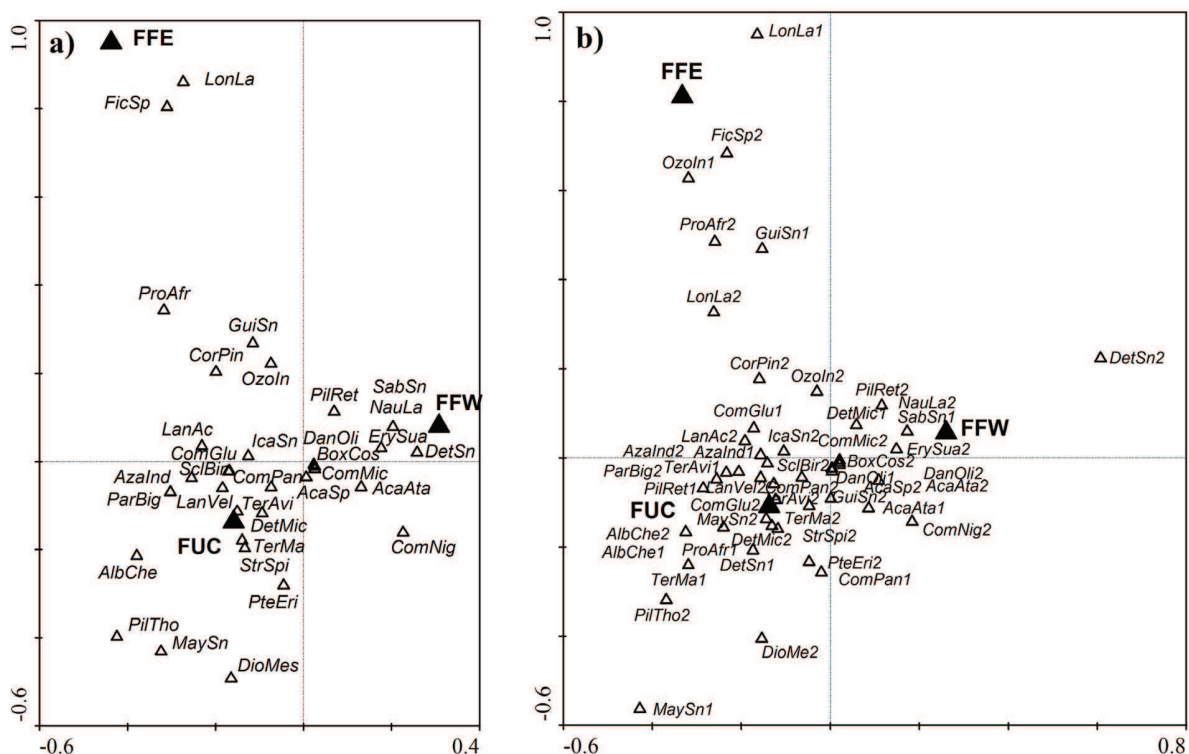 a)
1.0
FFE
LonLa
FicSp
ProAfr
GuiSn
CorPin
OzoIn
PilRet
SabSn
NauLa
FFW
LanAc
IcaSn
DanOli
ErySua
ComGlu
BoxCos
DetSn
AzaInd
SclBir
ComPan
ComMic
ParBig
LanVel
TerAvi
AcaSp
AcaAta
FUC
DetMic
ComNig
TerMa
AlbChe
StrSpi
PteEri
PilTho
MaySn
DioMes
-0.6
-0.6
0.4
b)
1.0
LonLa1
FFE
FicSp2
OzoIn1
ProAfr2
GuiSn1
LonLa2
DetSn2
CorPin2
OzoIn2
PilRet2
NauLa2
ComGlu1
DetMic1
SabSn1
FFW
LanAc2
IcaSn2
ComMic2
ErySua2
AzaInd2
AzaInd1
BoxCos2
ParBig2
TerAvi1
SclBir2
DanOli1
DanOli2
PilRet1
LanVel2
ComPan2
AcaSp2
AcaAta2
ComGlu2
TerAv2
GuiSn2
AcaAta1
FUC
MaySn2
TerMa2
ComNig2
AlbChe2
DetMic2
StrSpi2
AlbChe1
ProAfr1
DetSn1
PteEri2
TerMa1
ComPan1
PilTho2
DioMe2
MaySn1
-0.6
-0.6
0.8